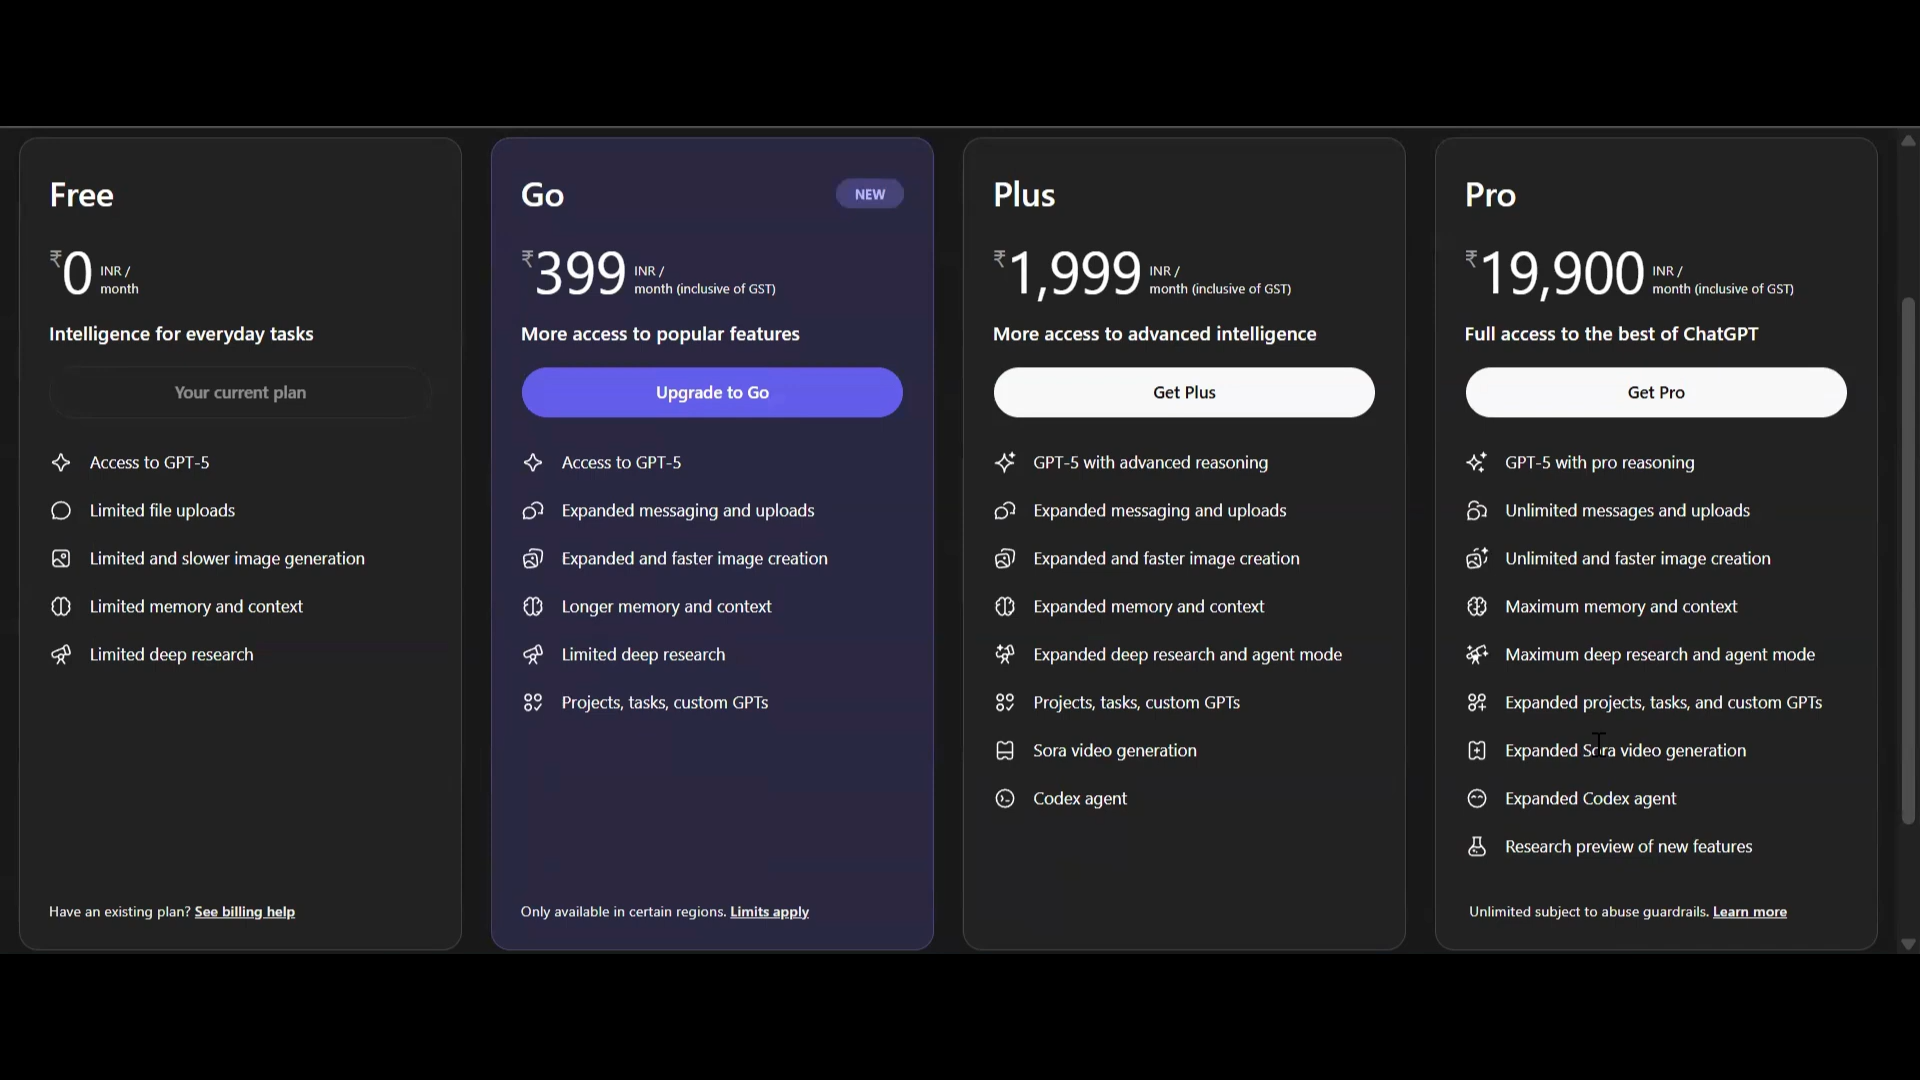 Free
₹0 INR /
month
Intelligence for everyday tasks
Your current plan
Access to GPT-5
Limited file uploads
Limited and slower image generation
Limited memory and context
Limited deep research
Have an existing plan? See billing help
Go
NEW
₹399 INR /
month (inclusive of GST)
More access to popular features
Upgrade to Go
Access to GPT-5
Expanded messaging and uploads
Expanded and faster image creation
Longer memory and context
Limited deep research
Projects, tasks, custom GPTs
Only available in certain regions. Limits apply
Plus
₹1,999 INR /
month (inclusive of GST)
More access to advanced intelligence
Get Plus
GPT-5 with advanced reasoning
Expanded messaging and uploads
Expanded and faster image creation
Expanded memory and context
Expanded deep research and agent mode
Projects, tasks, custom GPTs
Sora video generation
Codex agent
Pro
₹19,900 INR /
month (inclusive of GST)
Full access to the best of ChatGPT
Get Pro
GPT-5 with pro reasoning
Unlimited messages and uploads
Unlimited and faster image creation
Maximum memory and context
Maximum deep research and agent mode
Expanded projects, tasks, and custom GPTs
Expanded Sora video generation
Expanded Codex agent
Research preview of new features
Unlimited subject to abuse guardrails. Learn more